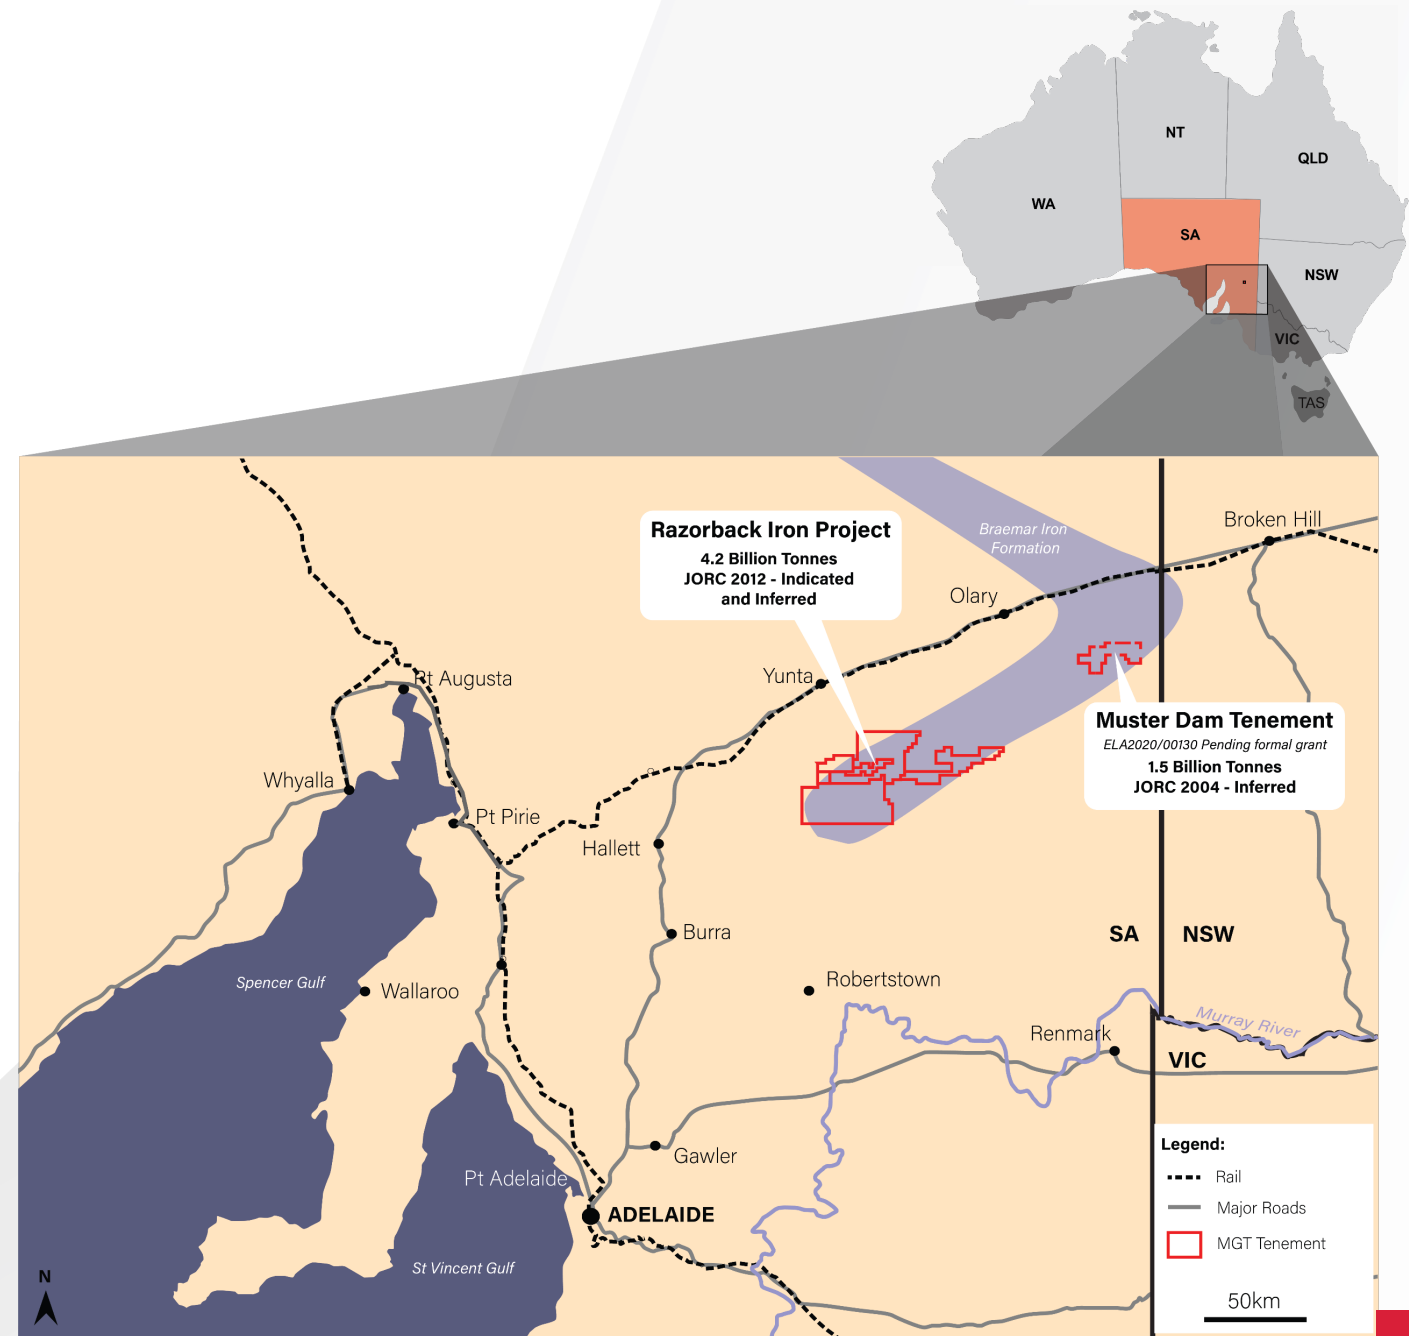 NT
QLD
WA
SA
NSW
VIC
TAS
Razorback Iron Project
4.2 Billion Tonnes
JORC 2012 - Indicated
and Inferred
Braemar Iron
Formation
Broken Hill
Olary
Yunta
Pt Augusta
Muster Dam Tenement
ELA2020/00130 Pending formal grant
1.5 Billion Tonnes
JORC 2004 - Inferred
Whyalla
Pt Pirie
Hallett
Burra
SA
NSW
Spencer Gulf
Wallaroo
Robertstown
Murray River
Renmark
VIC
Gawler
Pt Adelaide
ADELAIDE
St Vincent Gulf
Legend:
Rail
Major Roads
MGT Tenement
50km
N